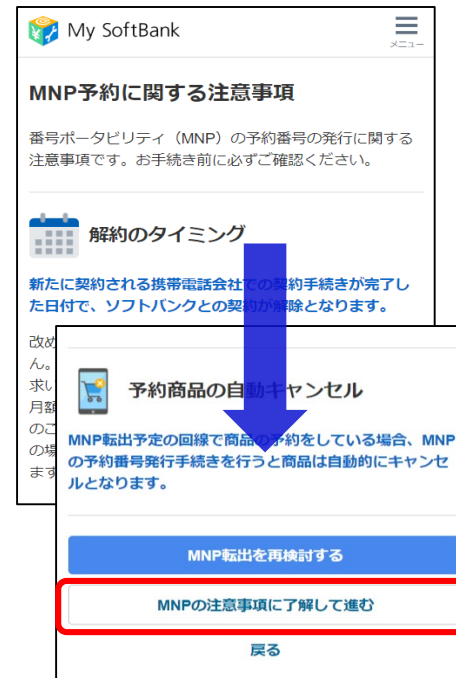 My SoftBank
メニュー
MNP予約に関する注意事項
番号ポータビリティ（MNP）の予約番号の発行に関する
注意事項です。お手続き前に必ずご確認ください。
解約のタイミング
新たに契約される携帯電話会社での契約手続きが完了し
た日付で、ソフトバンクとの契約が解除となります。
改め
ん。
求い
月額
のご
の場
ます
予約商品の自動キャンセル
MNP転出予定の回線で商品の予約をしている場合、MNP
の予約番号発行手続きを行うと商品は自動的にキャンセ
ルとなります。
MNP転出を再検討する
MNPの注意事項に了解して進む
戻る